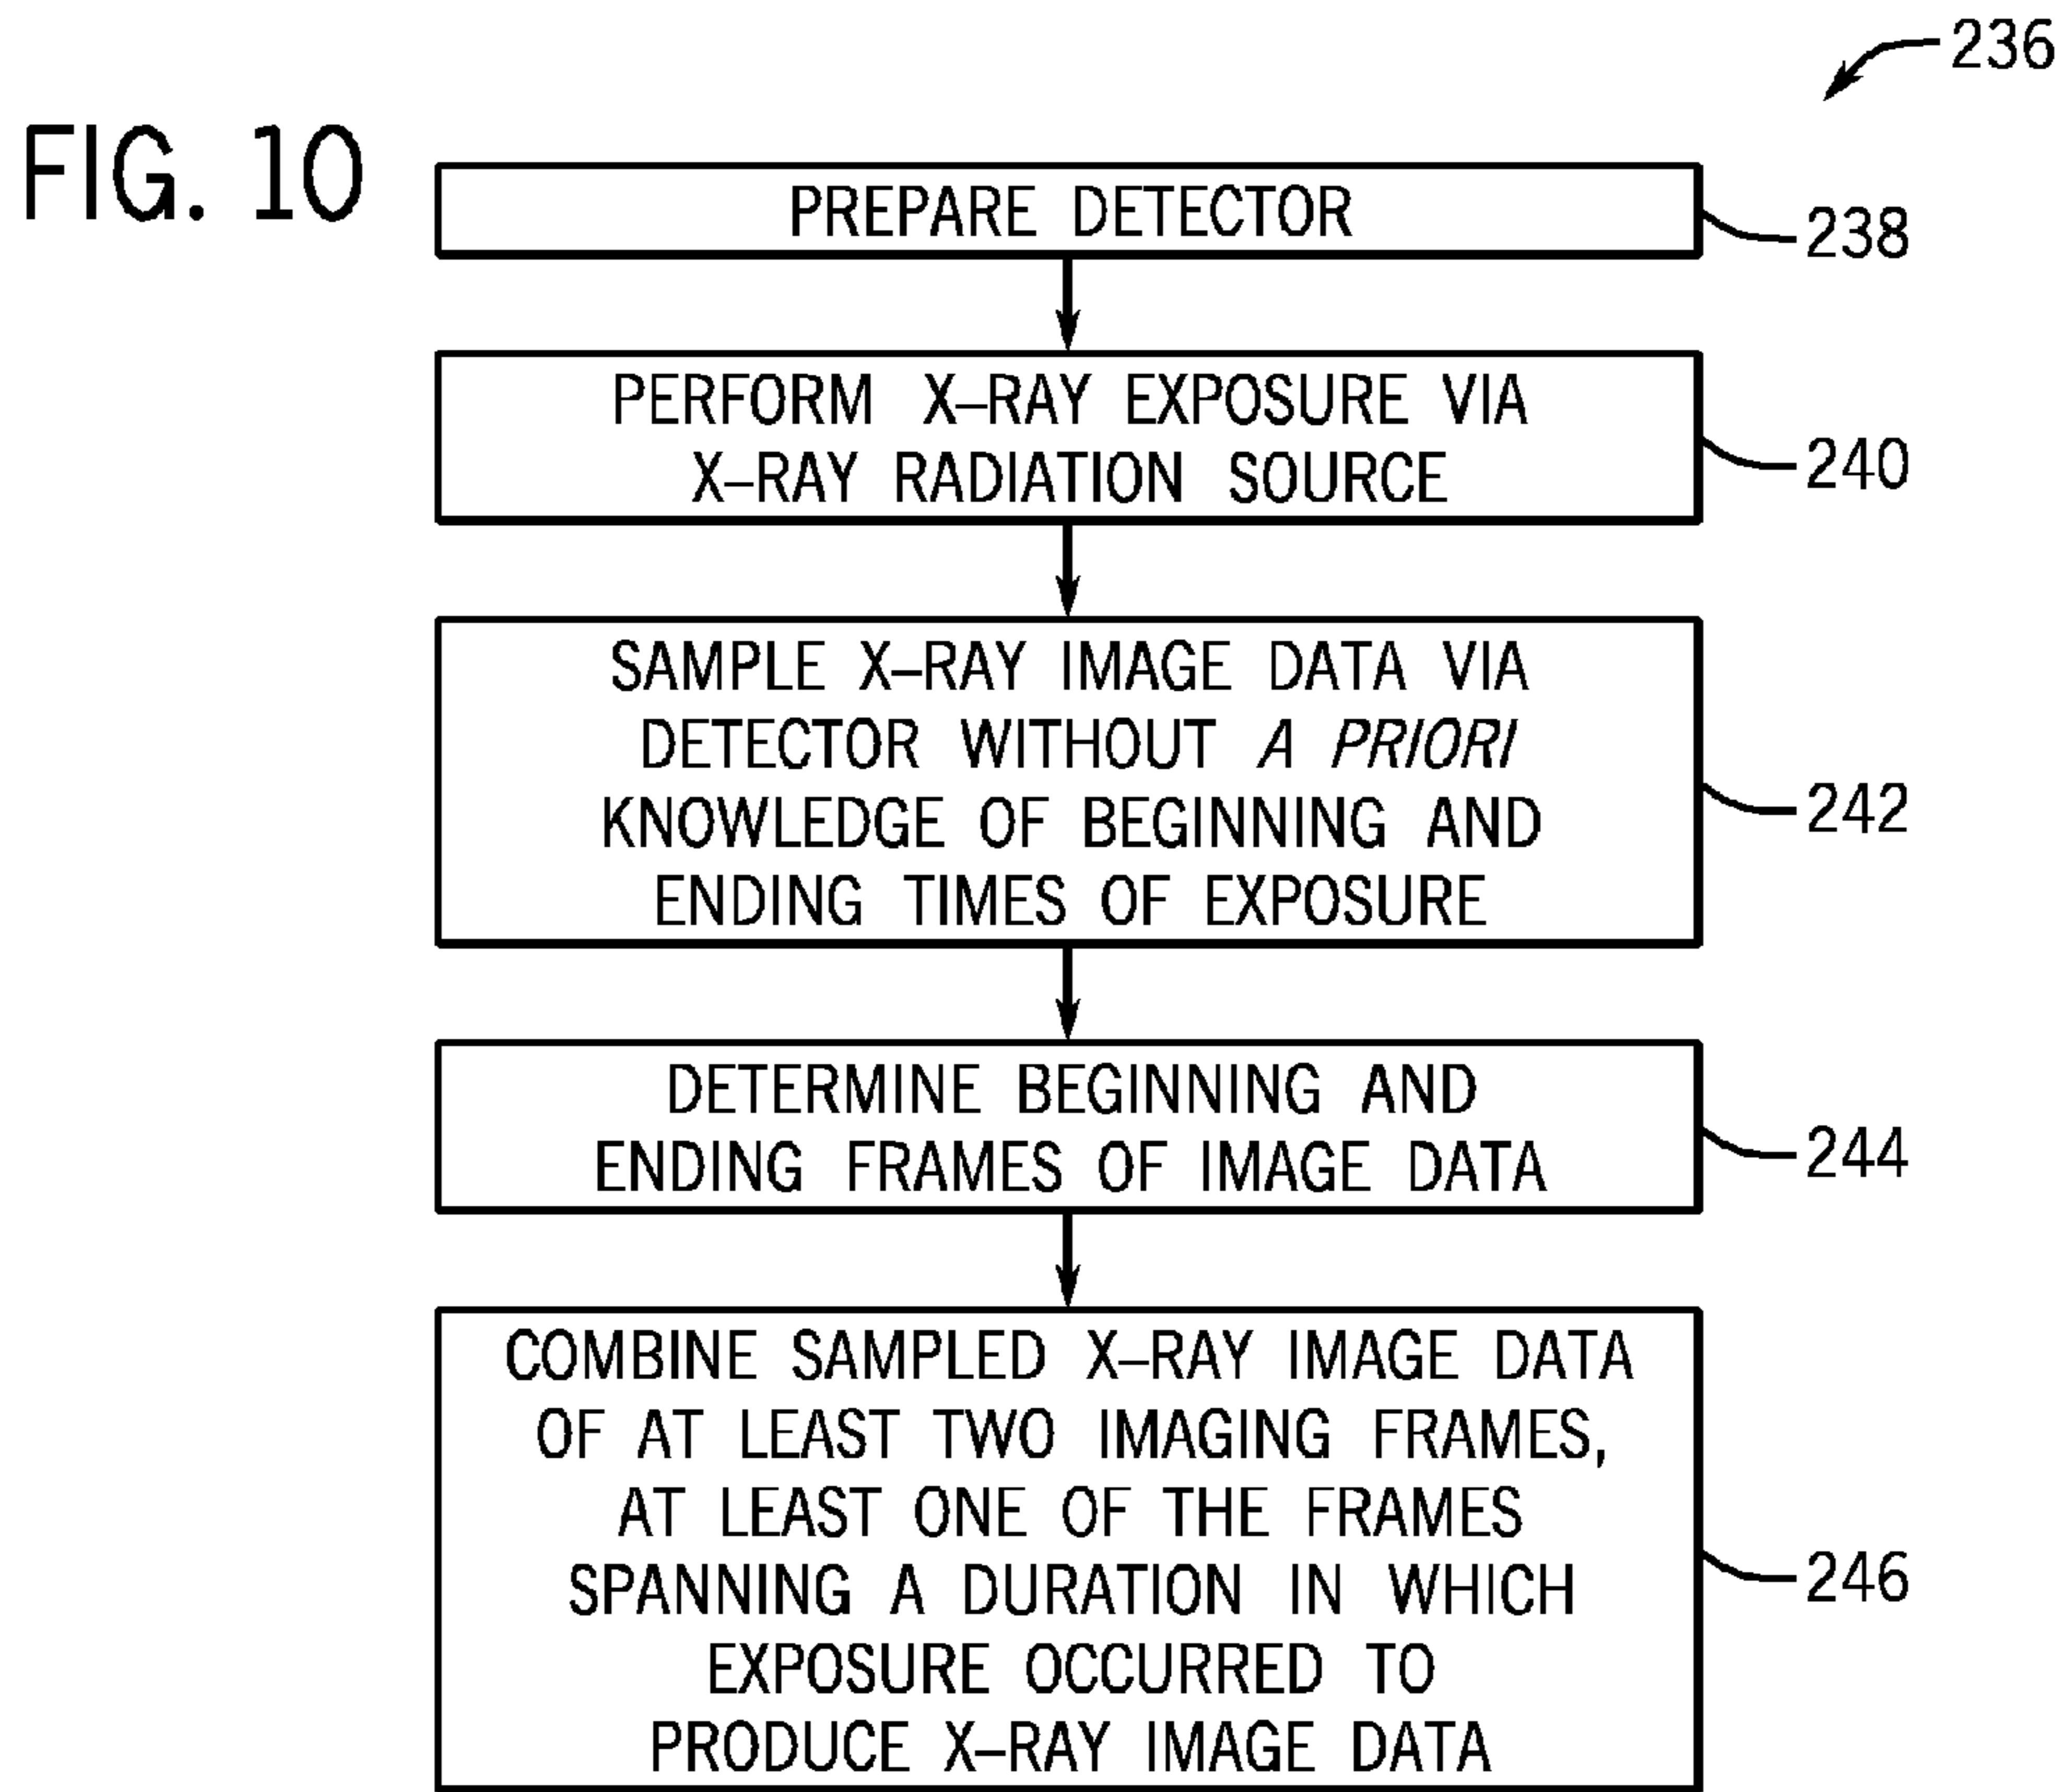 236
FIG. 10
PREPARE DETECTOR
238
PERFORM X–RAY EXPOSURE VIA
X–RAY RADIATION SOURCE
240
SAMPLE X–RAY IMAGE DATA VIA
DETECTOR WITHOUT A PRIORI
KNOWLEDGE OF BEGINNING AND
ENDING TIMES OF EXPOSURE
242
DETERMINE BEGINNING AND
ENDING FRAMES OF IMAGE DATA
244
COMBINE SAMPLED X–RAY IMAGE DATA
OF AT LEAST TWO IMAGING FRAMES,
AT LEAST ONE OF THE FRAMES
SPANNING A DURATION IN WHICH
EXPOSURE OCCURRED TO
PRODUCE X–RAY IMAGE DATA
246